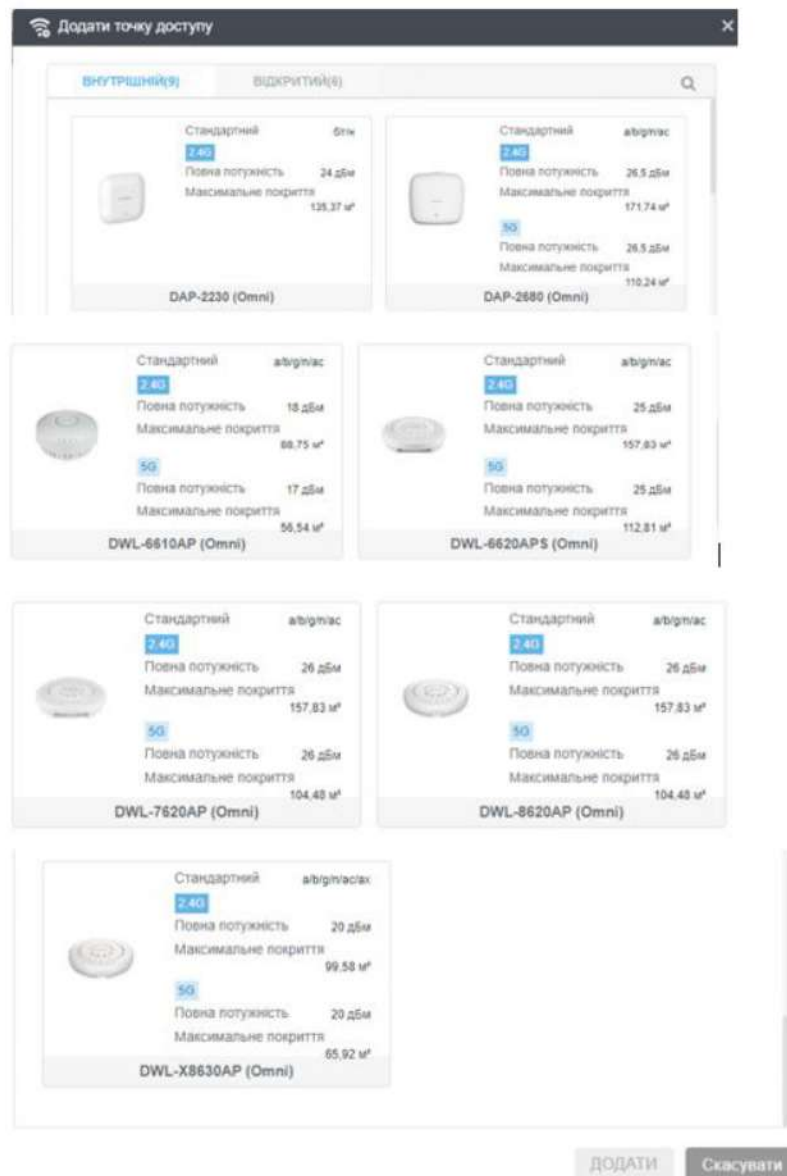 Додати точку доступу
ВНУТРІШНІЙ(9) ВІДКРИТИЙ(6)
Стандартний
2.4G
Повна потужність 24 дБм
Максимальне покриття
135,37 м²
DAP-2230 (Omni)
Стандартний a/b/g/n/ac
2.4G
Повна потужність 26,5 дБм
Максимальне покриття
171,74 м²
5G
Повна потужність 26,5 дБм
Максимальне покриття
110,24 м²
DAP-2680 (Omni)
Стандартний a/b/g/n/ac
2.4G
Повна потужність 18 дБм
Максимальне покриття
88,75 м²
5G
Повна потужність 17 дБм
Максимальне покриття
56,54 м²
DWL-6610AP (Omni)
Стандартний a/b/g/n/ac
2.4G
Повна потужність 25 дБм
Максимальне покриття
157,83 м²
5G
Повна потужність 25 дБм
Максимальне покриття
112,81 м²
DWL-6620APS (Omni)
Стандартний a/b/g/n/ac
2.4G
Повна потужність 26 дБм
Максимальне покриття
157,83 м²
5G
Повна потужність 26 дБм
Максимальне покриття
104,48 м²
DWL-7620AP (Omni)
Стандартний a/b/g/n/ac
2.4G
Повна потужність 26 дБм
Максимальне покриття
157,83 м²
5G
Повна потужність 26 дБм
Максимальне покриття
104,48 м²
DWL-8620AP (Omni)
Стандартний a/b/g/n/ac/ax
2.4G
Повна потужність 20 дБм
Максимальне покриття
99,58 м²
5G
Повна потужність 20 дБм
Максимальне покриття
65,92 м²
DWL-X8630AP (Omni)
ДОДАТИ Скасувати